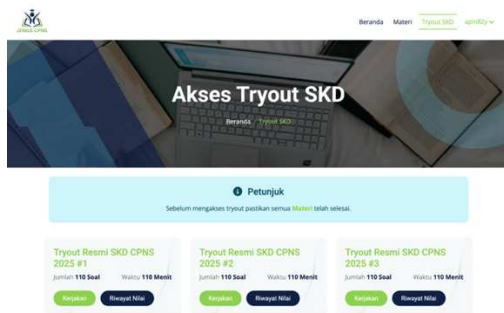 JENIUS CPNS
Beranda Materi Tryout SKD
Akses Tryout SKD
Beranda Tryout SKD
Petunjuk
Sebelum mengakses tryout pastikan semua Materi telah selesai.
Tryout Resmi SKD CPNS 2025 #1
Jumlah 110 Soal Waktu 110 Menit
Kerjakan Riwayat Nilai
Tryout Resmi SKD CPNS 2025 #2
Jumlah 110 Soal Waktu 110 Menit
Kerjakan Riwayat Nilai
Tryout Resmi SKD CPNS 2025 #3
Jumlah 110 Soal Waktu 110 Menit
Kerjakan Riwayat Nilai